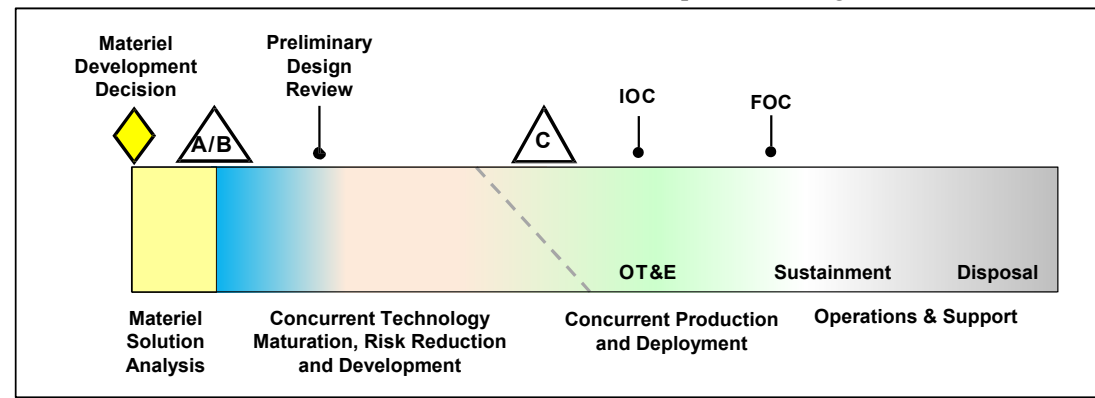 Materiel
Development
Decision
Preliminary
Design
Review
IOC
FOC
A/B
C
OT&E
Sustainment
Disposal
Materiel
Solution
Analysis
Concurrent Technology
Maturation, Risk Reduction
and Development
Concurrent Production
and Deployment
Operations & Support